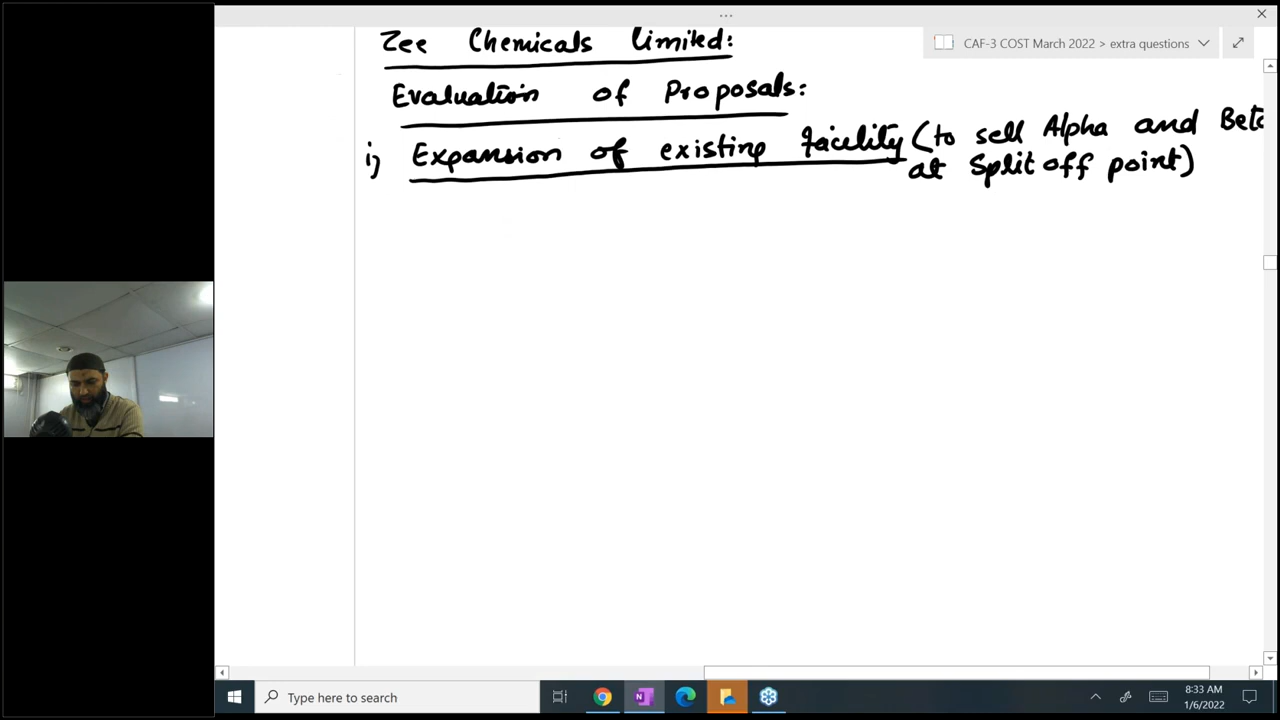 CAF-3 COST March 2022 > extra questions
Zee Chemicals Limited:
Evaluation of Proposals:
i) Expansion of existing facility (to sell Alpha and Beta
at Split off point)
Type here to search
8:33 AM
1/6/2022